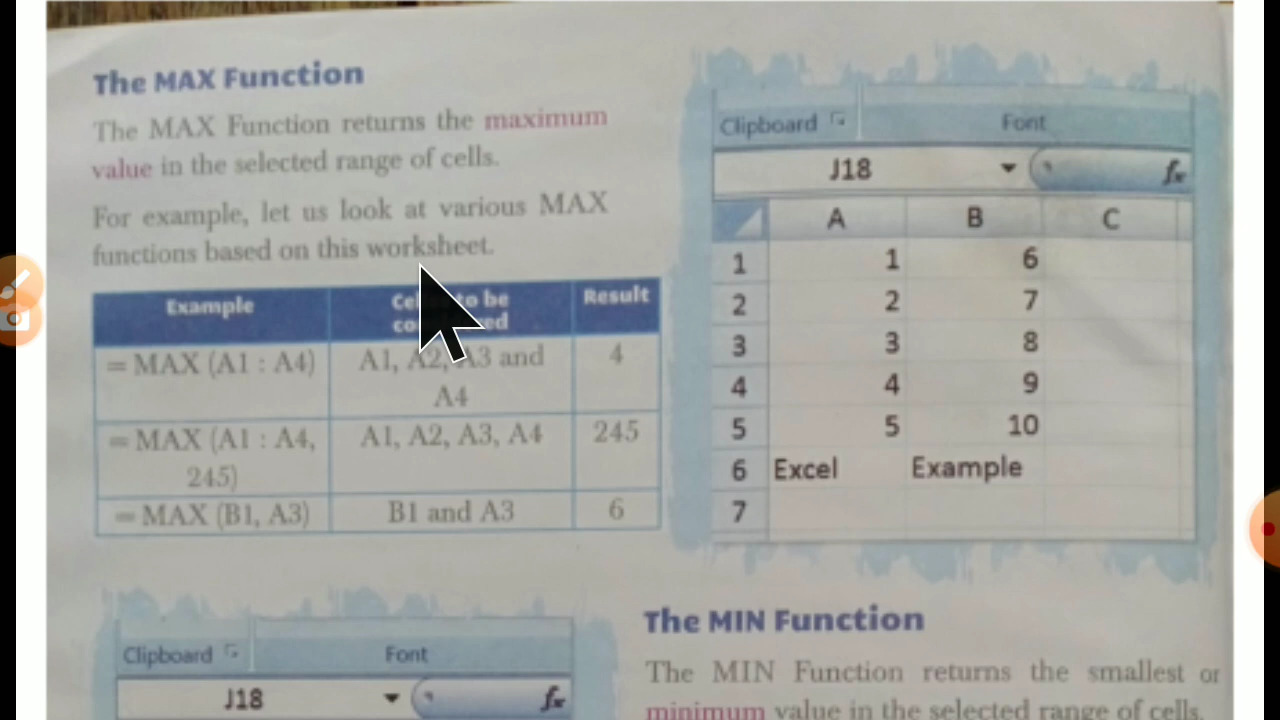 The MAX Function
The MAX Function returns the maximum
value in the selected range of cells.
For example, let us look at various MAX
functions based on this worksheet.
Example Cells to be Result
= MAX (A1 : A4) A1, A2, A3 and 4
A4
= MAX (A1 : A4, A1, A2, A3, A4 245
245)
= MAX (B1, A3) B1 and A3 6
Clipboard Font
J18 fx
A B C
1 1 6
2 2 7
3 3 8
4 4 9
5 5 10
6 Excel Example
7
Clipboard Font
J18 fx
The MIN Function
The MIN Function returns the smallest or
minimum value in the selected range of cells.